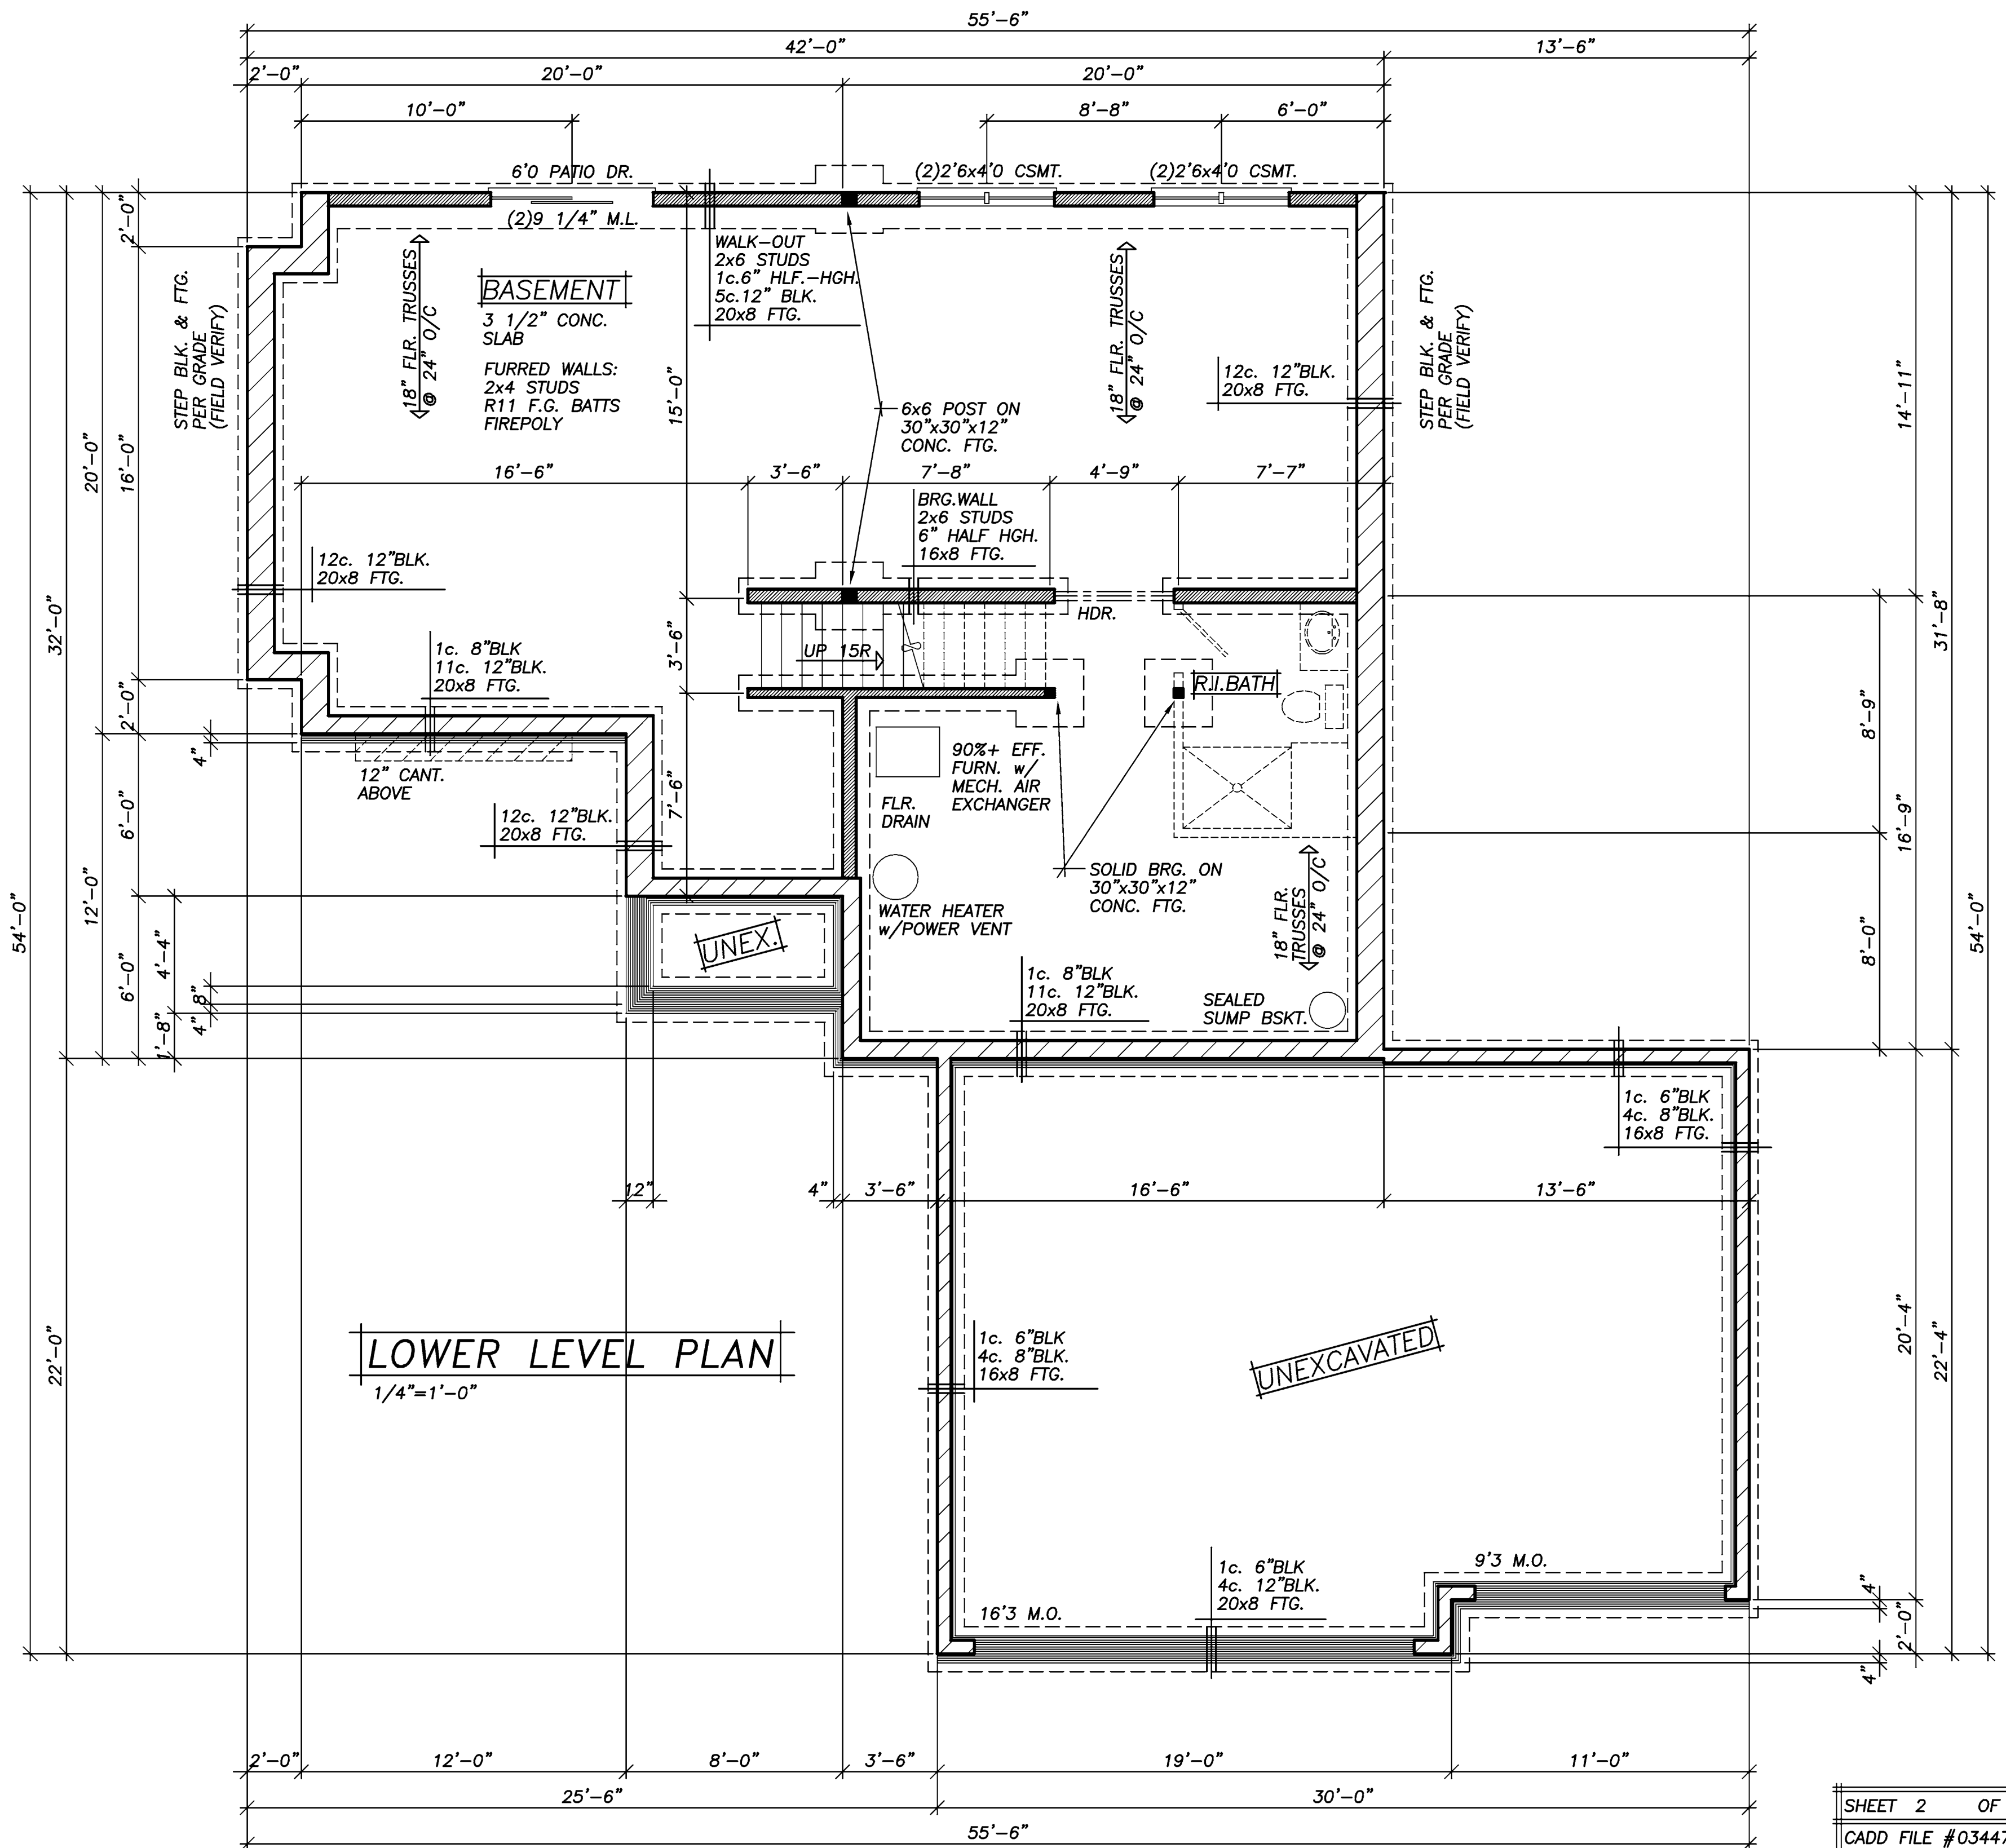 55'-6"
42'-0"
13'-6"
2'-0"
20'-0"
20'-0"
10'-0"
8'-8"
6'-0"
6'0 PATIO DR.
(2)2'6x4'0 CSMT.
(2)2'6x4'0 CSMT.
(2)9 1/4" M.L.
2'-0"
WALK-OUT
2x6 STUDS
1c.6" HLF.-HGH.
5c.12" BLK.
20x8 FTG.
BASEMENT
3 1/2" CONC.
SLAB
FURRED WALLS:
2x4 STUDS
R11 F.G. BATTS
FIREPOLY
18" FLR. TRUSSES
@ 24" O/C
18" FLR. TRUSSES
@ 24" O/C
STEP BLK. & FTG.
PER GRADE
(FIELD VERIFY)
STEP BLK. & FTG.
PER GRADE
(FIELD VERIFY)
12c. 12"BLK.
20x8 FTG.
15'-0"
14'-11"
6x6 POST ON
30"x30"x12"
CONC. FTG.
20'-0"
16'-0"
16'-6"
3'-6"
7'-8"
4'-9"
7'-7"
BRG.WALL
2x6 STUDS
6" HALF HGH.
16x8 FTG.
12c. 12"BLK.
20x8 FTG.
HDR.
32'-0"
31'-8"
1c. 8"BLK
11c. 12"BLK.
20x8 FTG.
3'-6"
UP 15R
R.I.BATH
2'-0"
4"
12" CANT.
ABOVE
90%+ EFF.
FURN. w/
MECH. AIR
EXCHANGER
FLR.
DRAIN
8'-9"
6'-0"
7'-6"
12c. 12"BLK.
20x8 FTG.
16'-9"
SOLID BRG. ON
30"x30"x12"
CONC. FTG.
WATER HEATER
w/POWER VENT
18" FLR.
TRUSSES
@ 24" O/C
54'-0"
12'-0"
6'-0"
4'-4"
8"
4"
1'-8"
UNEX.
8'-0"
54'-0"
1c. 8"BLK
11c. 12"BLK.
20x8 FTG.
SEALED
SUMP BSKT.
1c. 6"BLK
4c. 8"BLK.
16x8 FTG.
12"
4"
3'-6"
16'-6"
13'-6"
22'-0"
LOWER LEVEL PLAN
1/4"=1'-0"
1c. 6"BLK
4c. 8"BLK.
16x8 FTG.
UNEXCAVATED
20'-4"
22'-4"
9'3 M.O.
1c. 6"BLK
4c. 12"BLK.
20x8 FTG.
16'3 M.O.
4"
2'-0"
4"
2'-0"
12'-0"
8'-0"
3'-6"
19'-0"
11'-0"
25'-6"
30'-0"
55'-6"
SHEET 2 OF
CADD FILE #03447